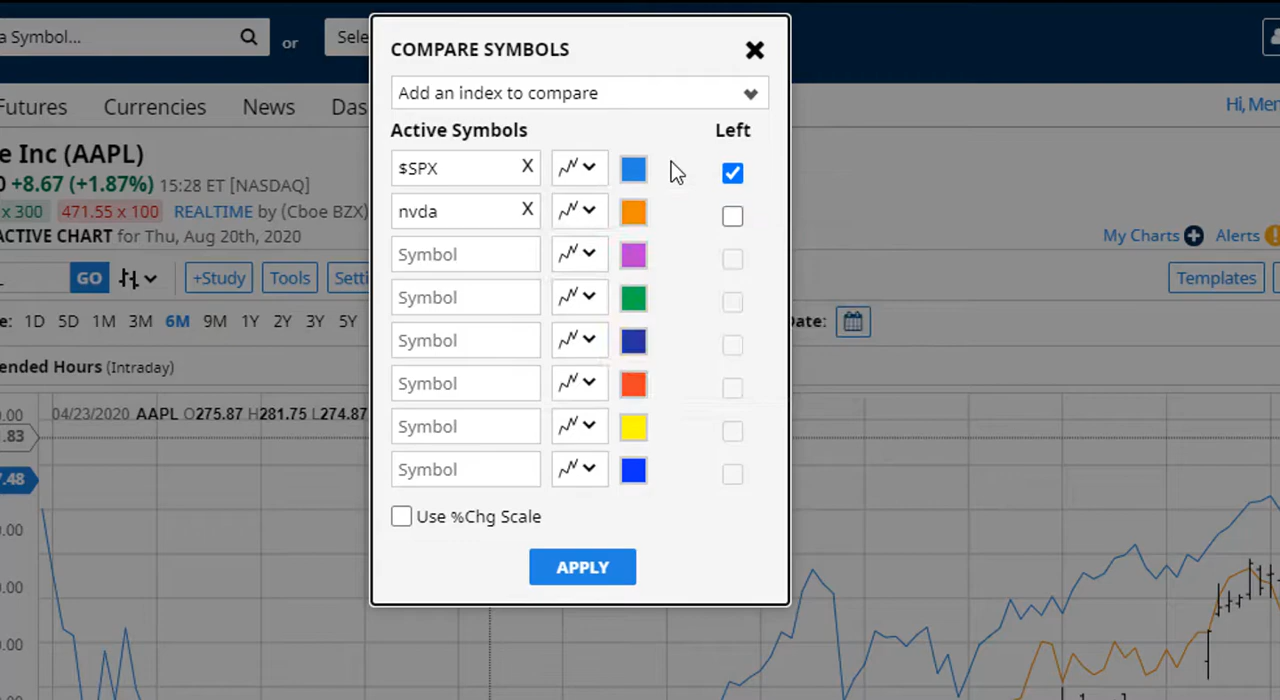 a Symbol...
or
Sele
COMPARE SYMBOLS
Add an index to compare
Futures Currencies News Das
Hi, Mer
Active Symbols Left
e Inc (AAPL)
$SPX X
0 +8.67 (+1.87%) 15:28 ET [NASDAQ]
x 300 471.55 x 100 REALTIME by (Cboe BZX)
nvda X
ACTIVE CHART for Thu, Aug 20th, 2020
My Charts Alerts
Symbol
GO +Study Tools Setti
Templates
Symbol
e: 1D 5D 1M 3M 6M 9M 1Y 2Y 3Y 5Y
Date:
Symbol
ended Hours (Intraday)
Symbol
04/23/2020 AAPL O275.87 H281.75 L274.87
0.00
Symbol
.83
Symbol
7.48
Use %Chg Scale
0.00
APPLY
0.00
0.00